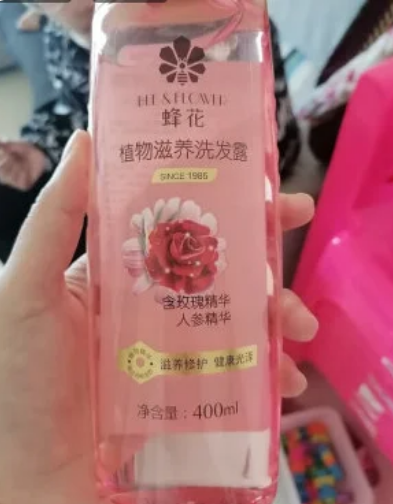 BEE & FLOWER
蜂花
植物滋养洗发露
SINCE 1985
含玫瑰精华
人参精华
滋养修护 健康光泽
净含量：400ml